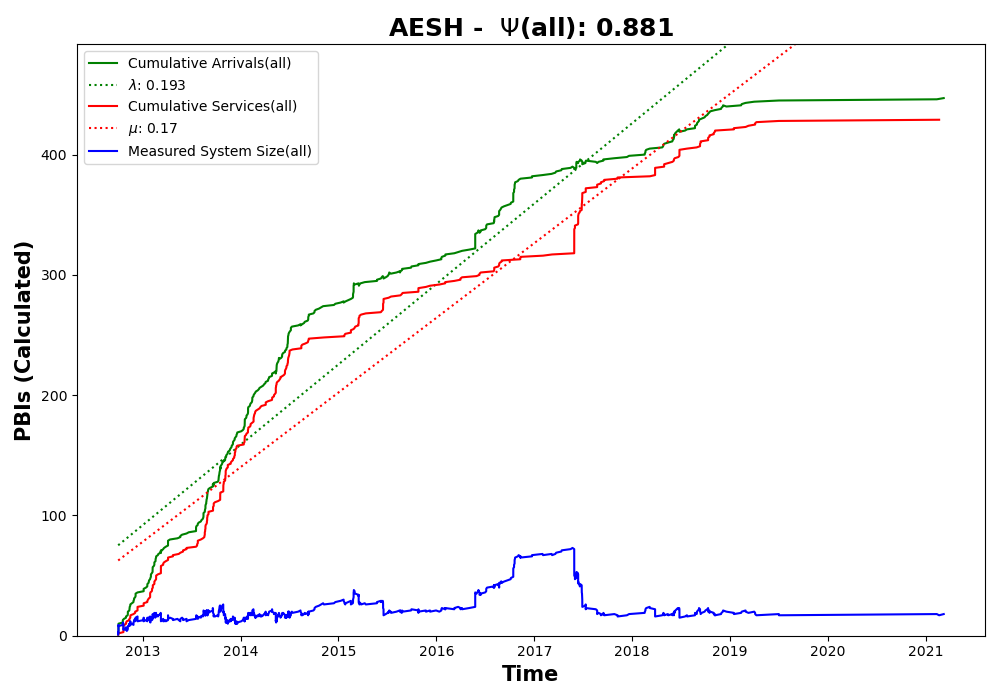 AESH -  Ψ(all): 0.881
Cumulative Arrivals(all)
λ: 0.193
Cumulative Services(all)
μ: 0.17
Measured System Size(all)
PBIs (Calculated)
400
300
200
100
0
2013 2014 2015 2016 2017 2018 2019 2020 2021
Time